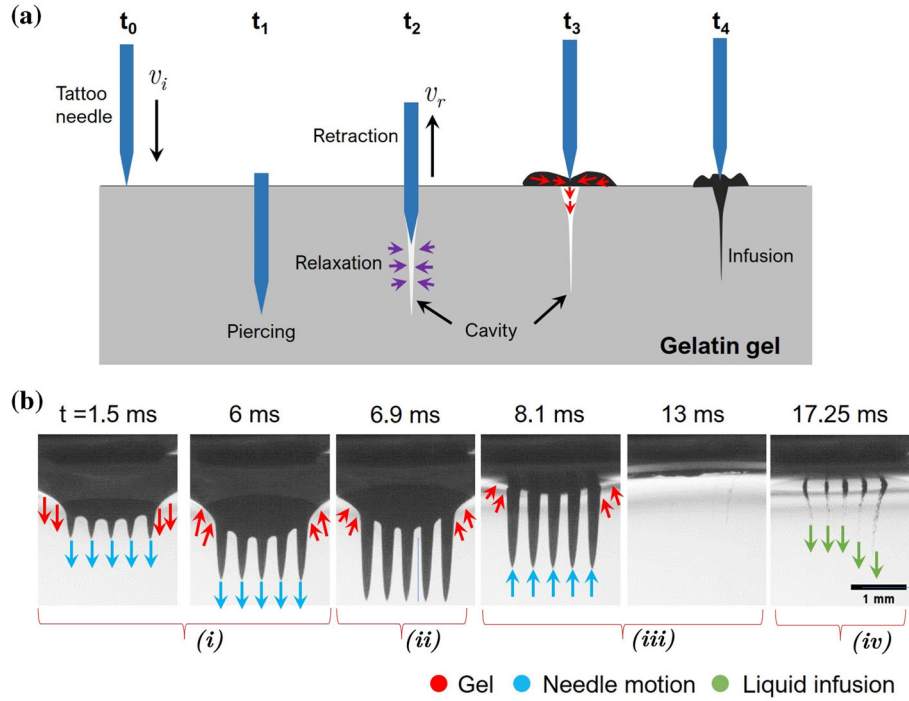 (a)
t₀ t₁ t₂ t₃ t₄
Tattoo
needle
vᵢ
Retraction
vᵣ
Relaxation
Piercing
Cavity
Infusion
Gelatin gel
(b)
t =1.5 ms 6 ms 6.9 ms 8.1 ms 13 ms 17.25 ms
1 mm
(i) (ii) (iii) (iv)
Gel Needle motion Liquid infusion